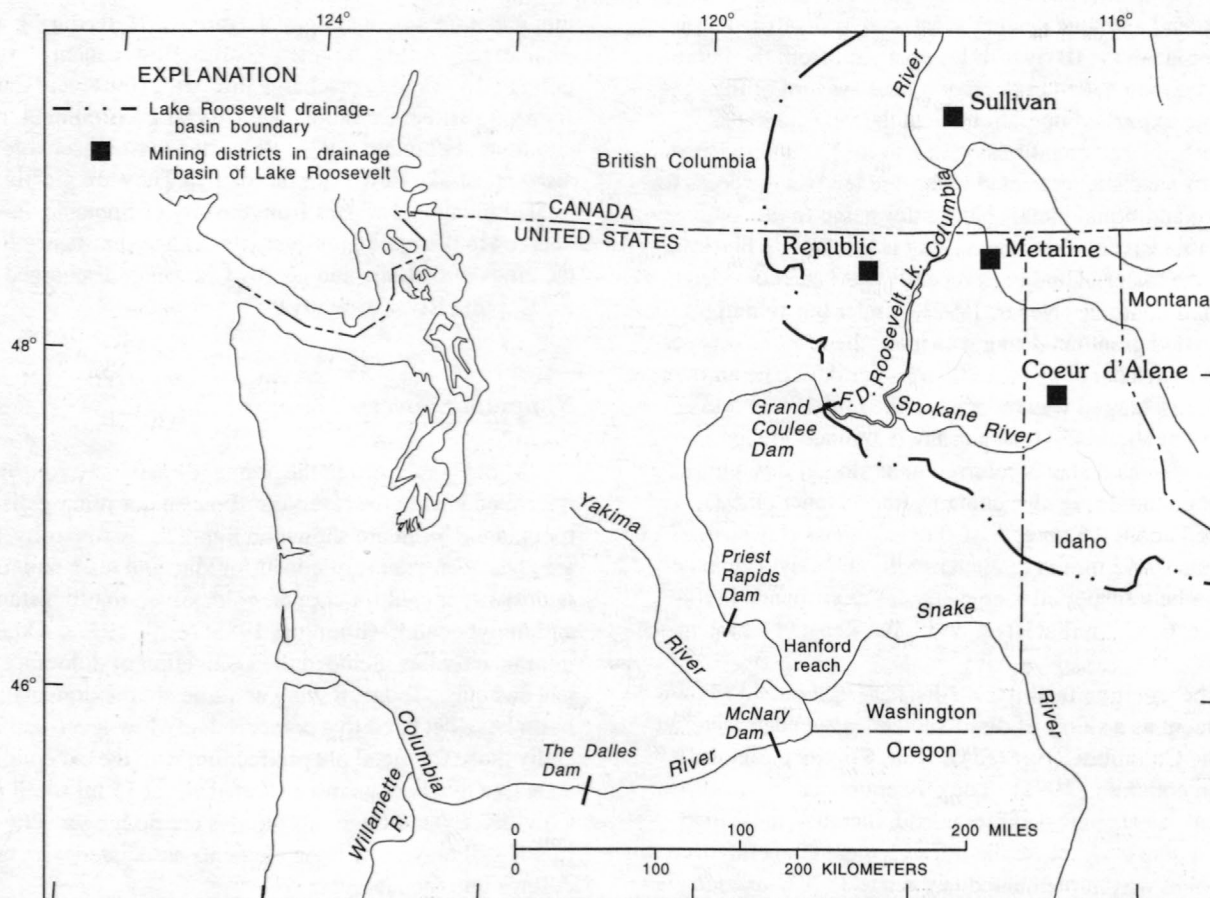 124°
120°
116°
EXPLANATION
Lake Roosevelt drainage-
basin boundary
Mining districts in drainage
basin of Lake Roosevelt
River
Sullivan
British Columbia
CANADA
UNITED STATES
Columbia
Republic
Metaline
F. D. Roosevelt Lk.
Montana
48°
Coeur d'Alene
Grand
Coulee
Dam
Spokane
River
Yakima
Idaho
Priest
Rapids
Dam
Snake
Hanford
reach
River
46°
McNary
Dam
Washington
Oregon
River
Columbia
The Dalles
Dam
River
Willamette
R.
0
100
200 MILES
0
100
200 KILOMETERS